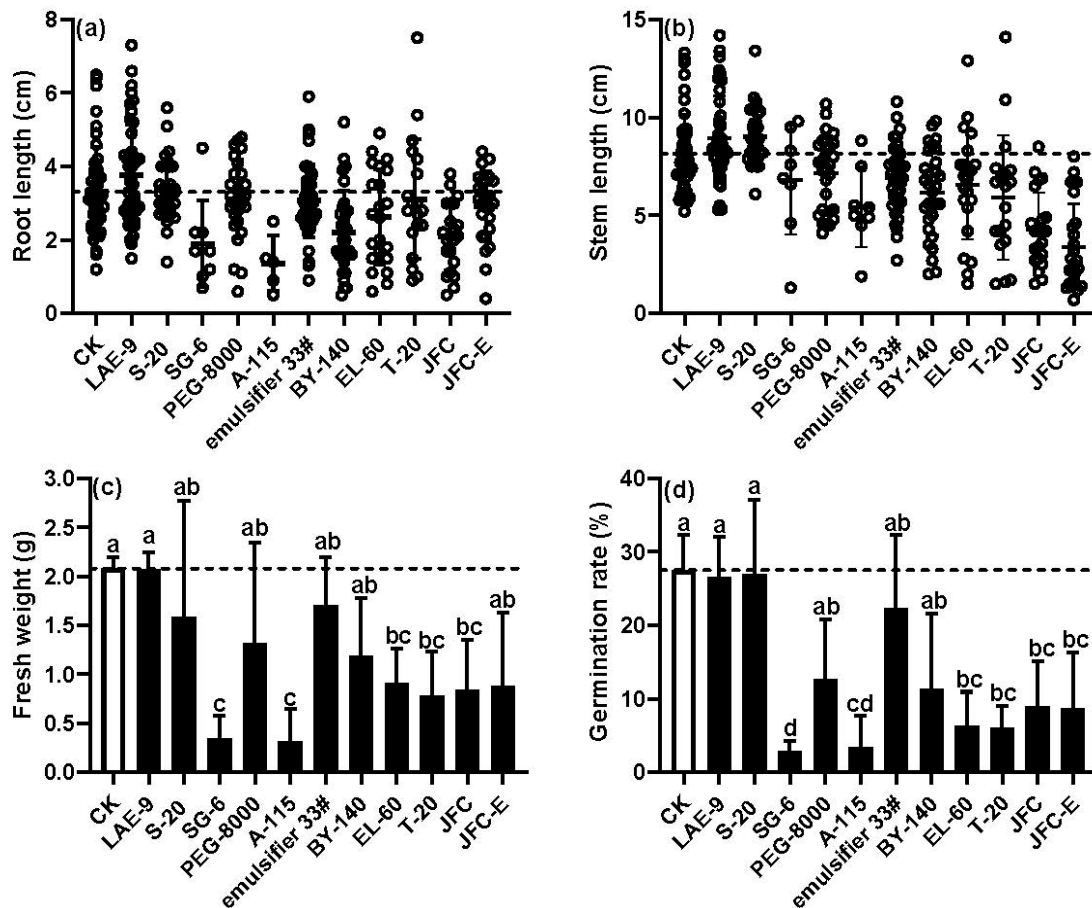 (a)
Root length (cm)
8
6
4
2
0
CK
LAE-9
S-20
SG-6
PEG-8000
A-115
emulsifier 33#
BY-140
EL-60
T-20
JFC
JFC-E
(b)
Stem length (cm)
15
10
5
0
CK
LAE-9
S-20
SG-6
PEG-8000
A-115
emulsifier 33#
BY-140
EL-60
T-20
JFC
JFC-E
(c)
Fresh weight (g)
3.0
2.5
2.0
1.5
1.0
0.5
0.0
a
a
ab
c
ab
c
ab
ab
bc
bc
bc
ab
CK
LAE-9
S-20
SG-6
PEG-8000
A-115
emulsifier 33#
BY-140
EL-60
T-20
JFC
JFC-E
(d)
Germination rate (%)
40
30
20
10
0
a
a
a
d
ab
cd
ab
ab
bc
bc
bc
bc
CK
LAE-9
S-20
SG-6
PEG-8000
A-115
emulsifier 33#
BY-140
EL-60
T-20
JFC
JFC-E